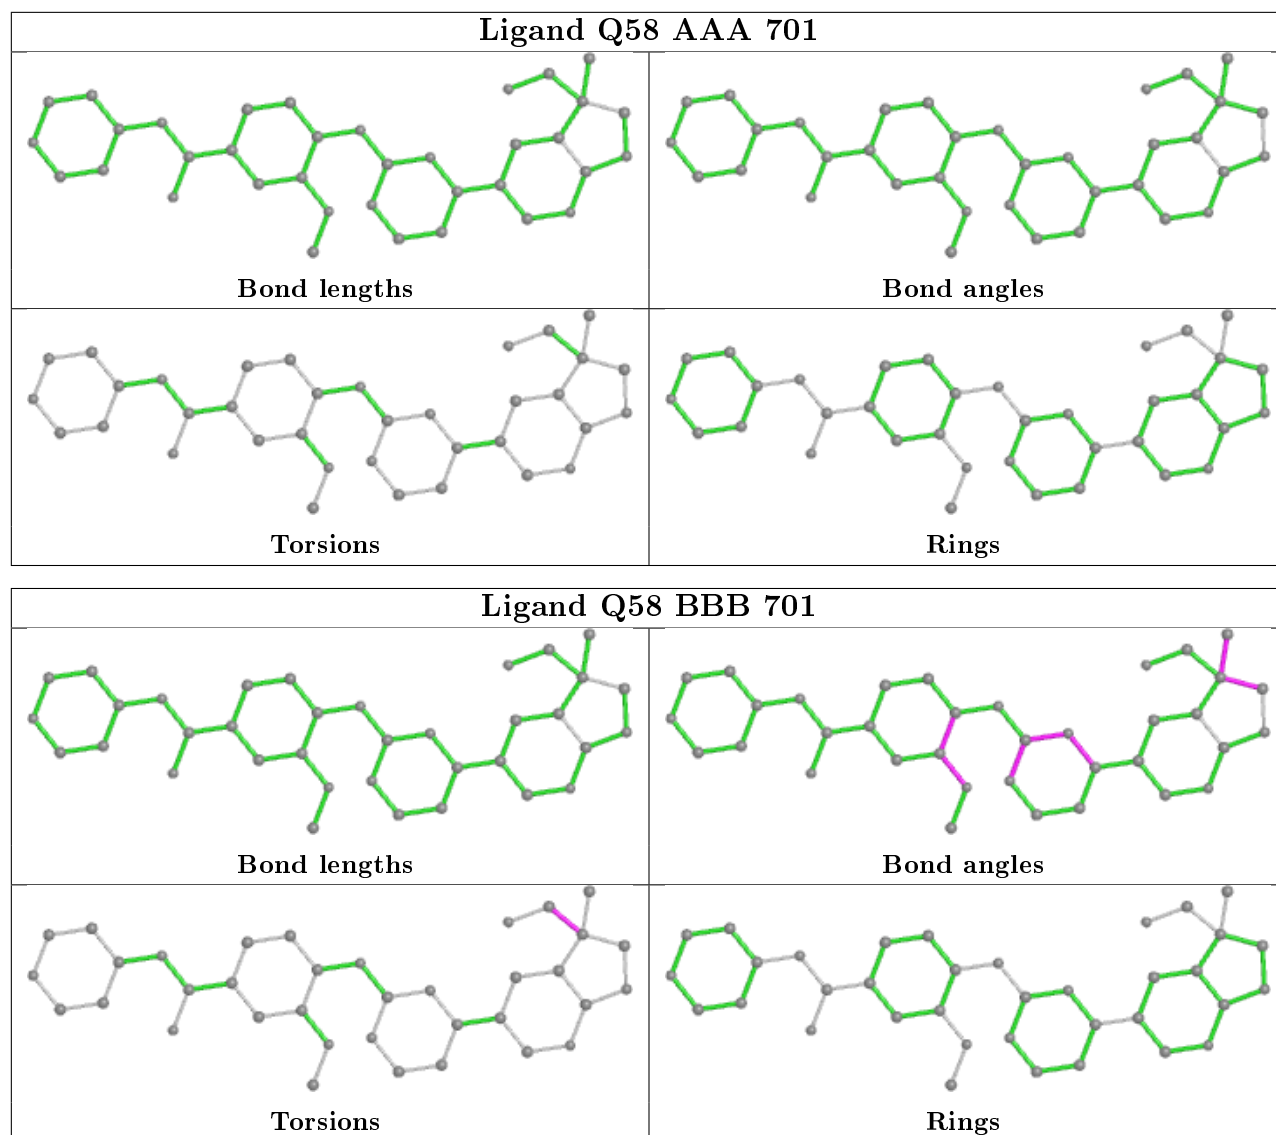 Ligand Q58 AAA 701
Bond lengths
Bond angles
Torsions
Rings
Ligand Q58 BBB 701
Bond lengths
Bond angles
Torsions
Rings